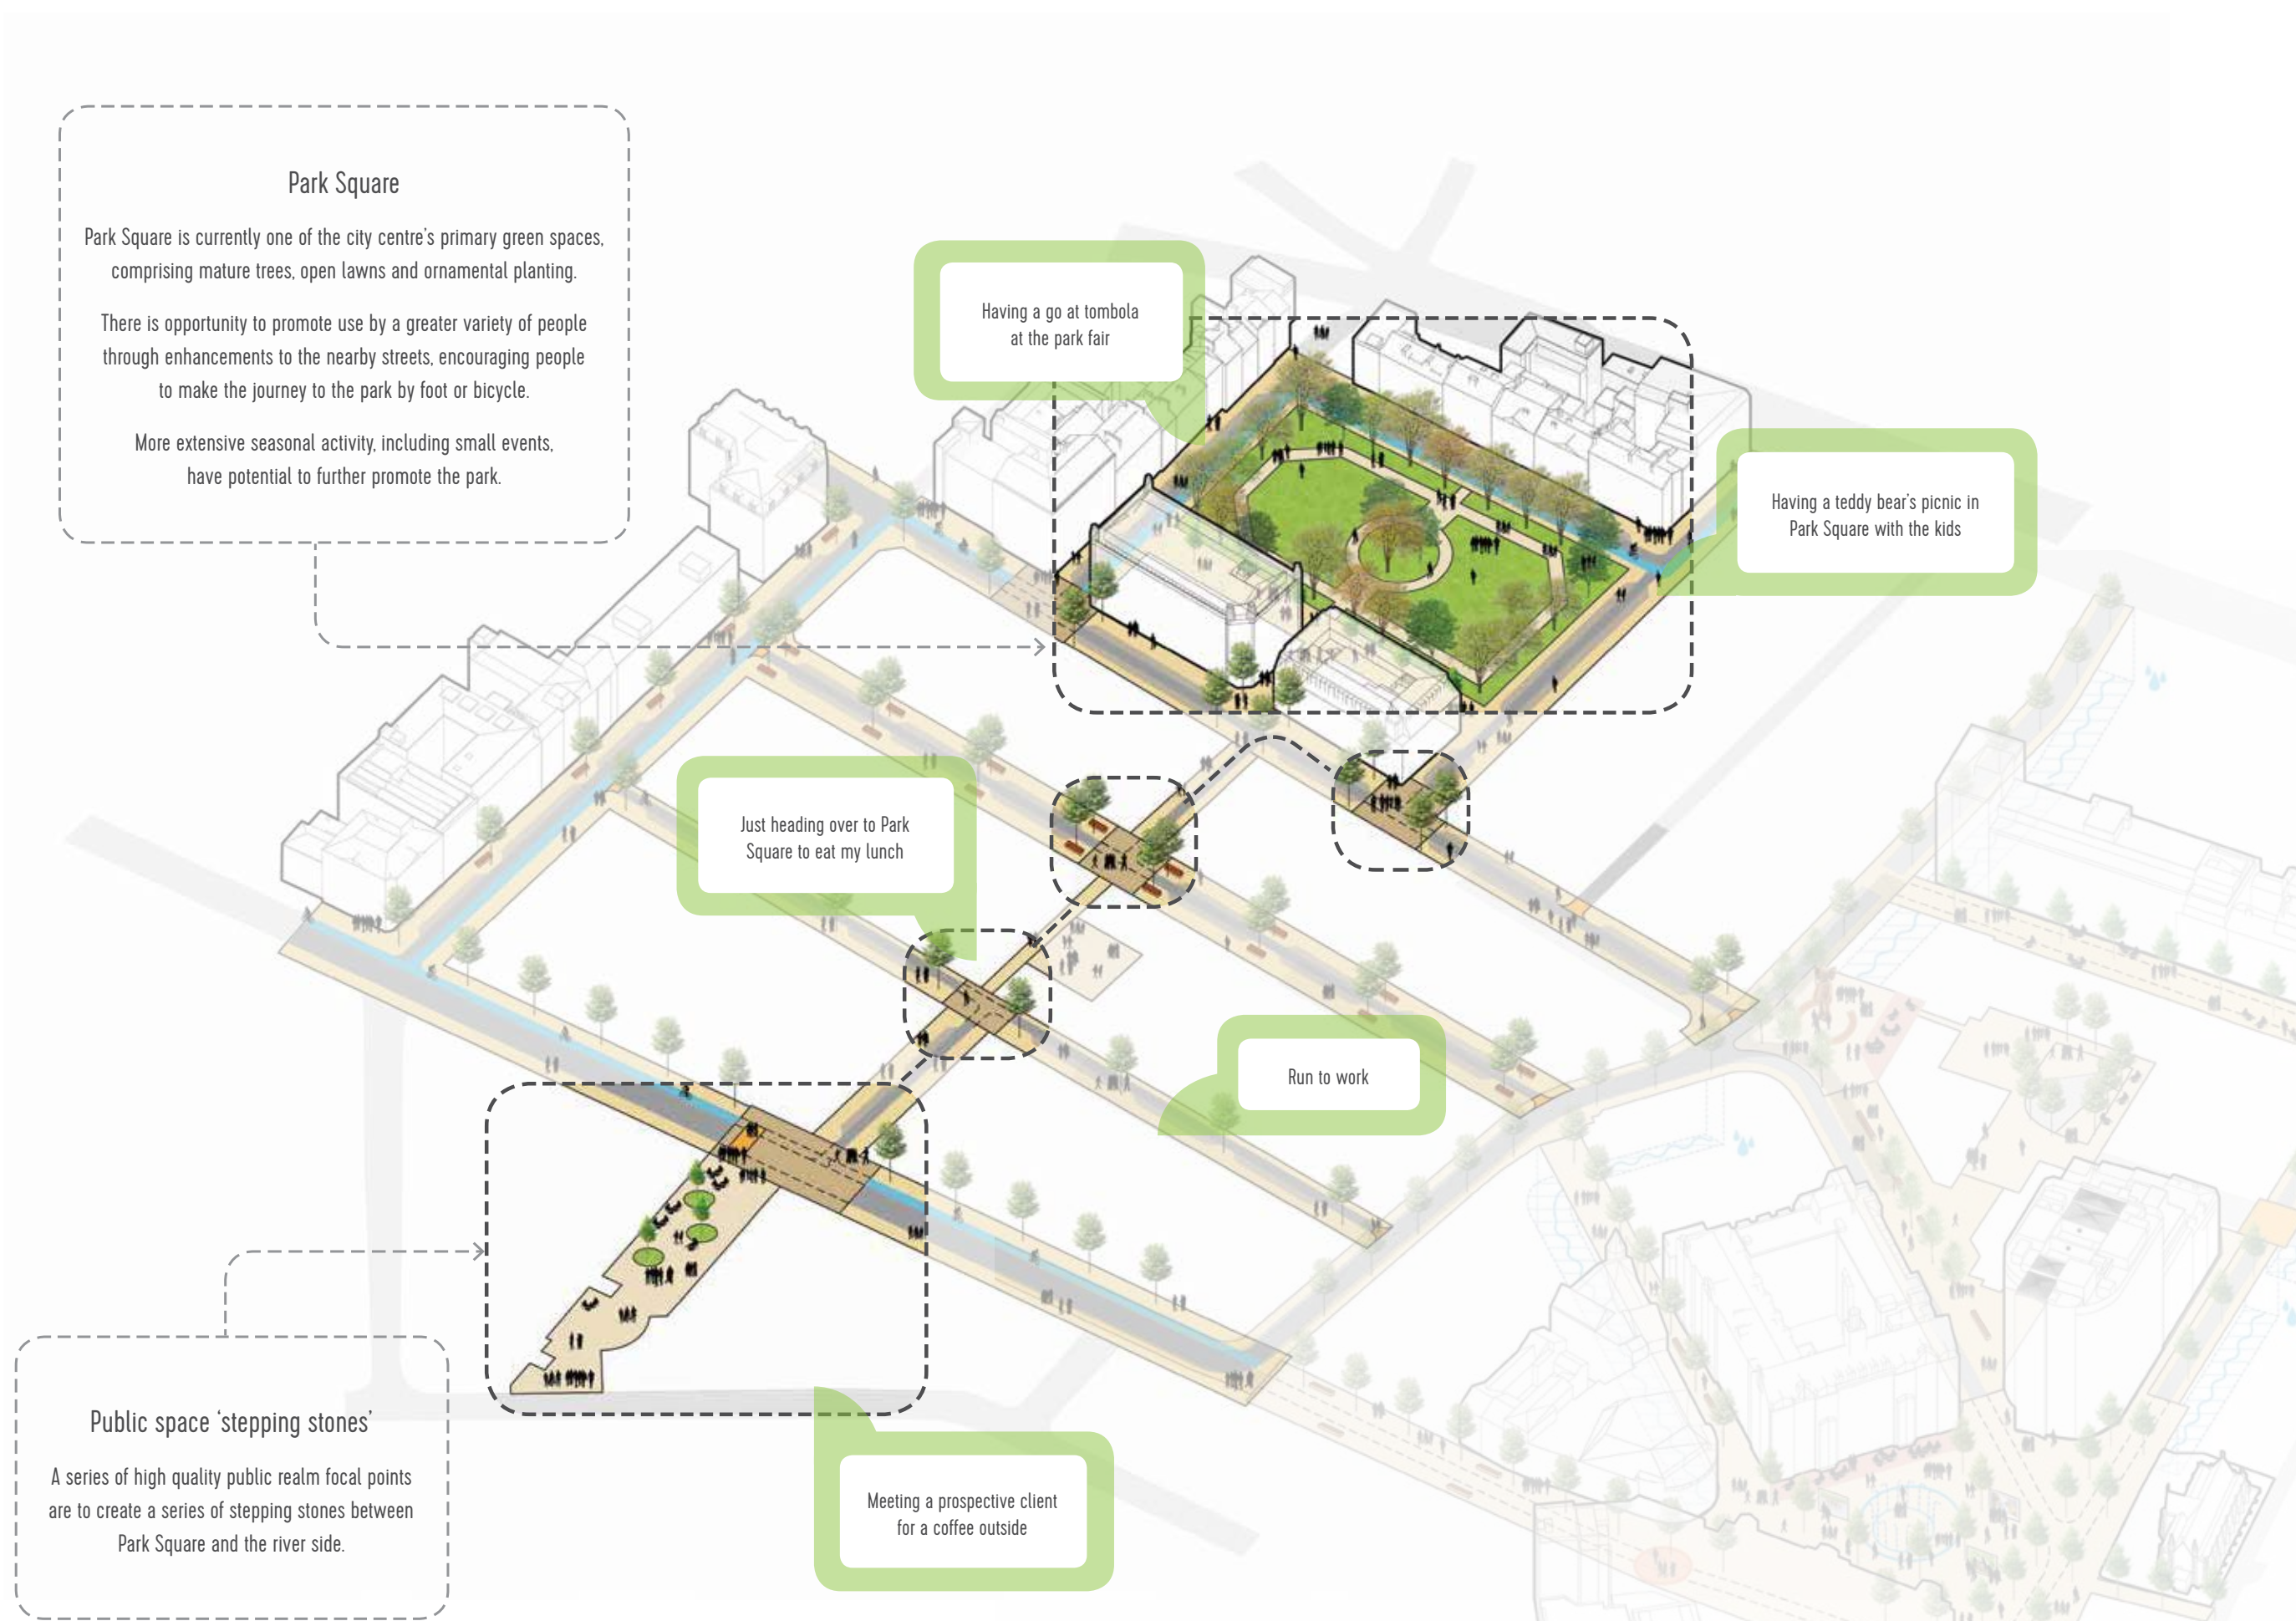 Park Square
Park Square is currently one of the city centre's primary green spaces,
comprising mature trees, open lawns and ornamental planting.
There is opportunity to promote use by a greater variety of people
through enhancements to the nearby streets, encouraging people
to make the journey to the park by foot or bicycle.
More extensive seasonal activity, including small events,
have potential to further promote the park.
Having a go at tombola
at the park fair
Having a teddy bear's picnic in
Park Square with the kids
Just heading over to Park
Square to eat my lunch
Run to work
Public space ‘stepping stones’
A series of high quality public realm focal points
are to create a series of stepping stones between
Park Square and the river side.
Meeting a prospective client
for a coffee outside